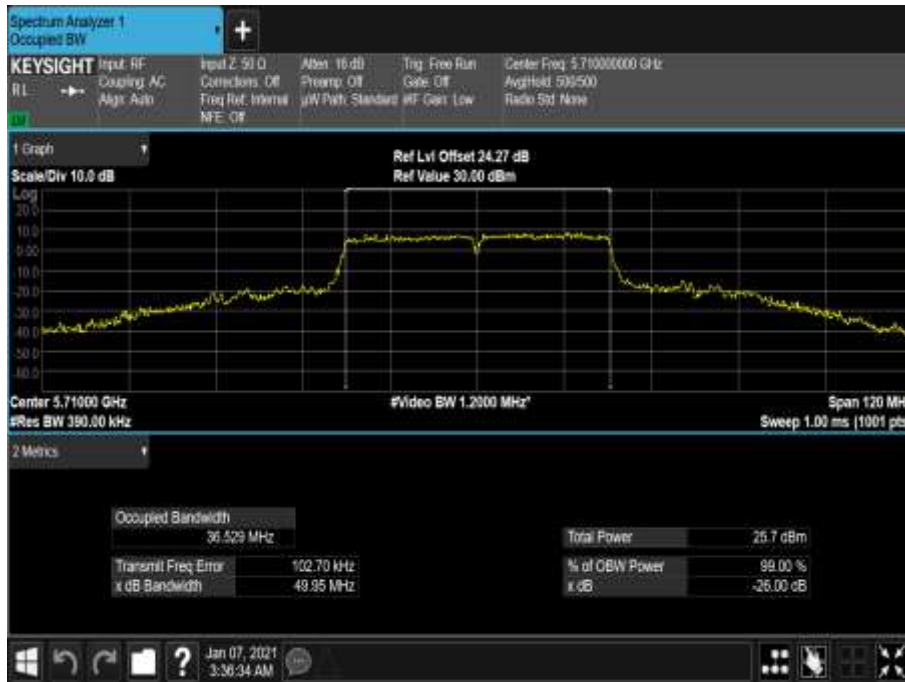 Spectrum Analyzer 1
Occupied BW
+
KEYSIGHT Input: RF Input Z: 50 Ω Atten: 16 dB Trig: Free Run Center Freq: 5.710000000 GHz
RL Coupling: AC Corrections: Off Preamp: Off Gate: Off Avg|Hold: 500/500
Align: Auto Freq Ref: Internal µW Path: Standard #IF Gain: Low Radio Std: None
NFE: Off
1 Graph
Ref Lvl Offset 24.27 dB
Scale/Div 10.0 dB Ref Value 30.00 dBm
Log
20.0
10.0
0.00
-10.0
-20.0
-30.0
-40.0
-50.0
-60.0
Center 5.71000 GHz #Video BW 1.2000 MHz* Span 120 MH
#Res BW 390.00 kHz Sweep 1.00 ms (1001 pts
2 Metrics
Occupied Bandwidth
36.529 MHz Total Power 25.7 dBm
Transmit Freq Error 102.70 kHz % of OBW Power 99.00 %
x dB Bandwidth 49.95 MHz x dB -26.00 dB
? Jan 07, 2021
3:36:34 AM